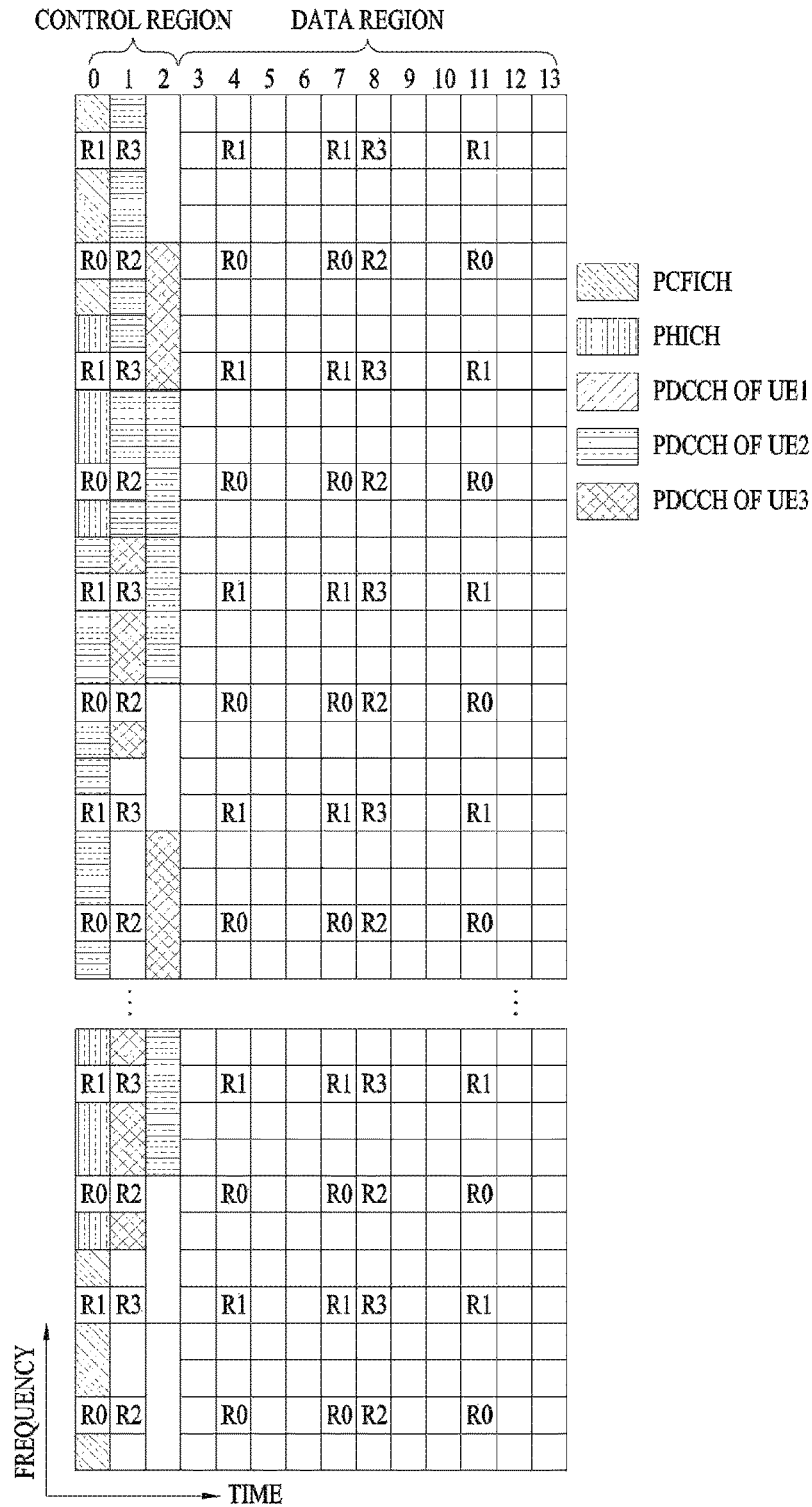 CONTROL REGION DATA REGION
0 1 2 3 4 5 6 7 8 9 10 11 12 13
R1 R3 R1 R1 R3 R1
R0 R2 R0 R0 R2 R0
R1 R3 R1 R1 R3 R1
R0 R2 R0 R0 R2 R0
R1 R3 R1 R1 R3 R1
R0 R2 R0 R0 R2 R0
R1 R3 R1 R1 R3 R1
R0 R2 R0 R0 R2 R0
R1 R3 R1 R1 R3 R1
R0 R2 R0 R0 R2 R0
R1 R3 R1 R1 R3 R1
R0 R2 R0 R0 R2 R0
PCFICH
PHICH
PDCCH OF UE1
PDCCH OF UE2
PDCCH OF UE3
FREQUENCY
TIME